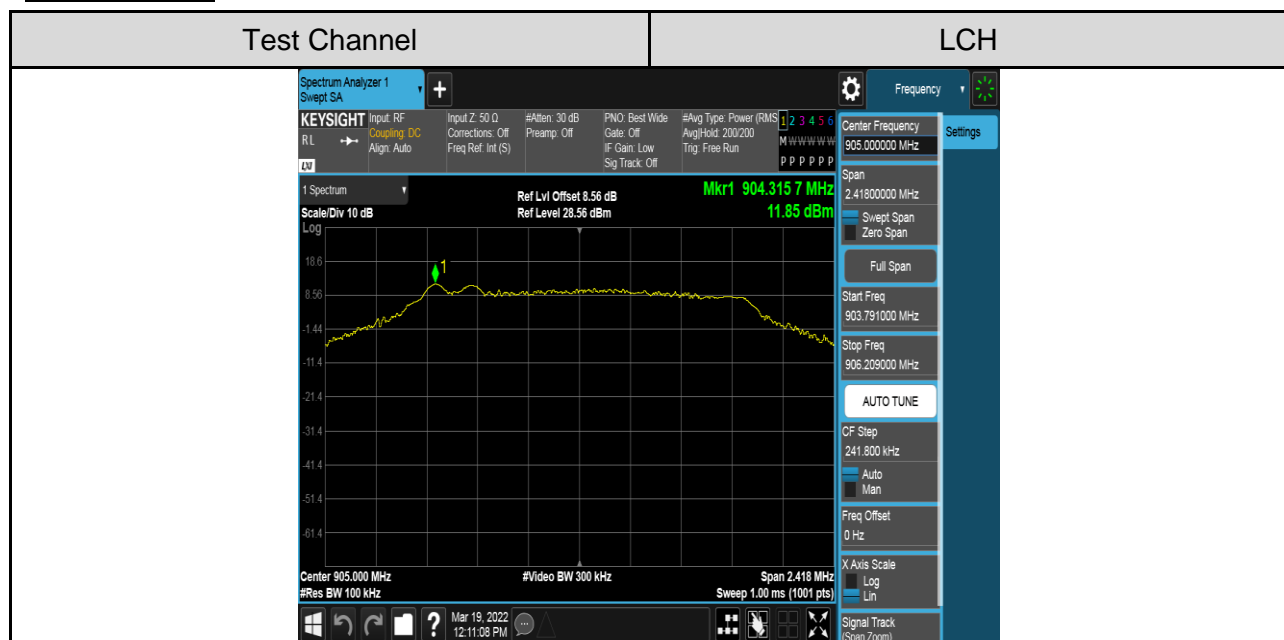 Test Channel LCH
Spectrum Analyzer 1
Swept SA
+
Frequency
KEYSIGHT Input: RF Input Z: 50 Ω #Atten: 30 dB PNO: Best Wide #Avg Type: Power (RMS 1 2 3 4 5 6
RL Coupling: DC Corrections: Off Preamp: Off Gate: Off Avg|Hold: 200/200 M W W W W W
Align: Auto Freq Ref: Int (S) IF Gain: Low Trig: Free Run
LXI Sig Track: Off P P P P P P
1 Spectrum
Ref Lvl Offset 8.56 dB Mkr1 904.315 7 MHz
Scale/Div 10 dB Ref Level 28.56 dBm 11.85 dBm
Log
18.6
1
8.56
-1.44
-11.4
-21.4
-31.4
-41.4
-51.4
-61.4
Center 905.000 MHz #Video BW 300 kHz Span 2.418 MHz
#Res BW 100 kHz Sweep 1.00 ms (1001 pts)
Center Frequency
905.000000 MHz
Settings
Span
2.41800000 MHz
Swept Span
Zero Span
Full Span
Start Freq
903.791000 MHz
Stop Freq
906.209000 MHz
AUTO TUNE
CF Step
241.800 kHz
Auto
Man
Freq Offset
0 Hz
X Axis Scale
Log
Lin
Signal Track
(Span Zoom)
? Mar 19, 2022
12:11:08 PM